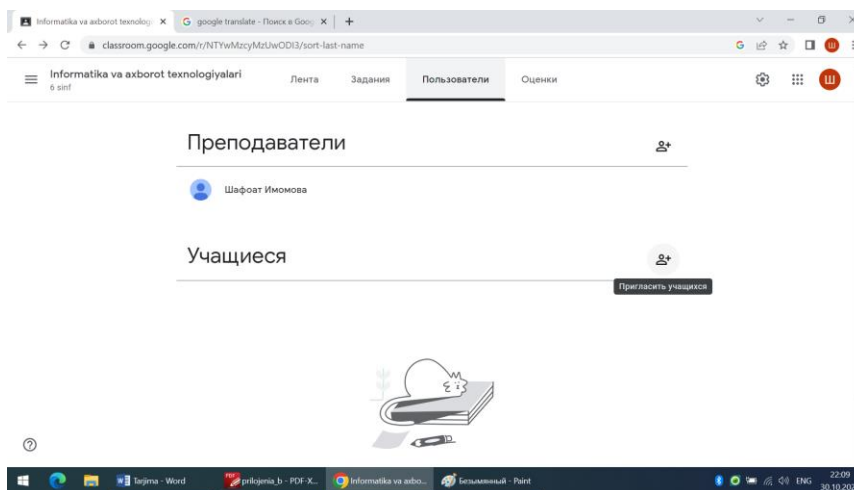 Informatika va axborot texnolog
google translate - Поиск в Goog
classroom.google.com/r/NTYwMzcyMzUwODI3/sort-last-name
Informatika va axborot texnologiyalari
6 sinf
Лента
Задания
Пользователи
Оценки
Ш
Преподаватели
Шафоат Имомова
Учащиеся
Пригласить учащихся
Tarjima - Word
prilojenia_b - PDF-X...
Informatika va axbo...
Безымянный - Paint
ENG
22:09
30.10.202